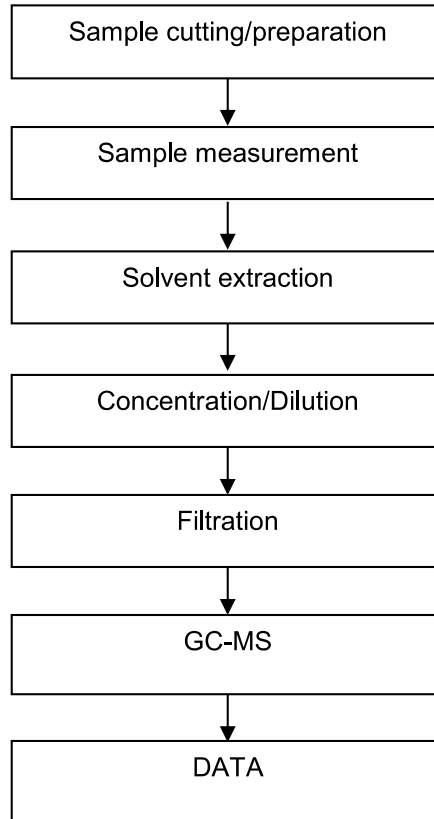 Sample cutting/preparation
Sample measurement
Solvent extraction
Concentration/Dilution
Filtration
GC-MS
DATA